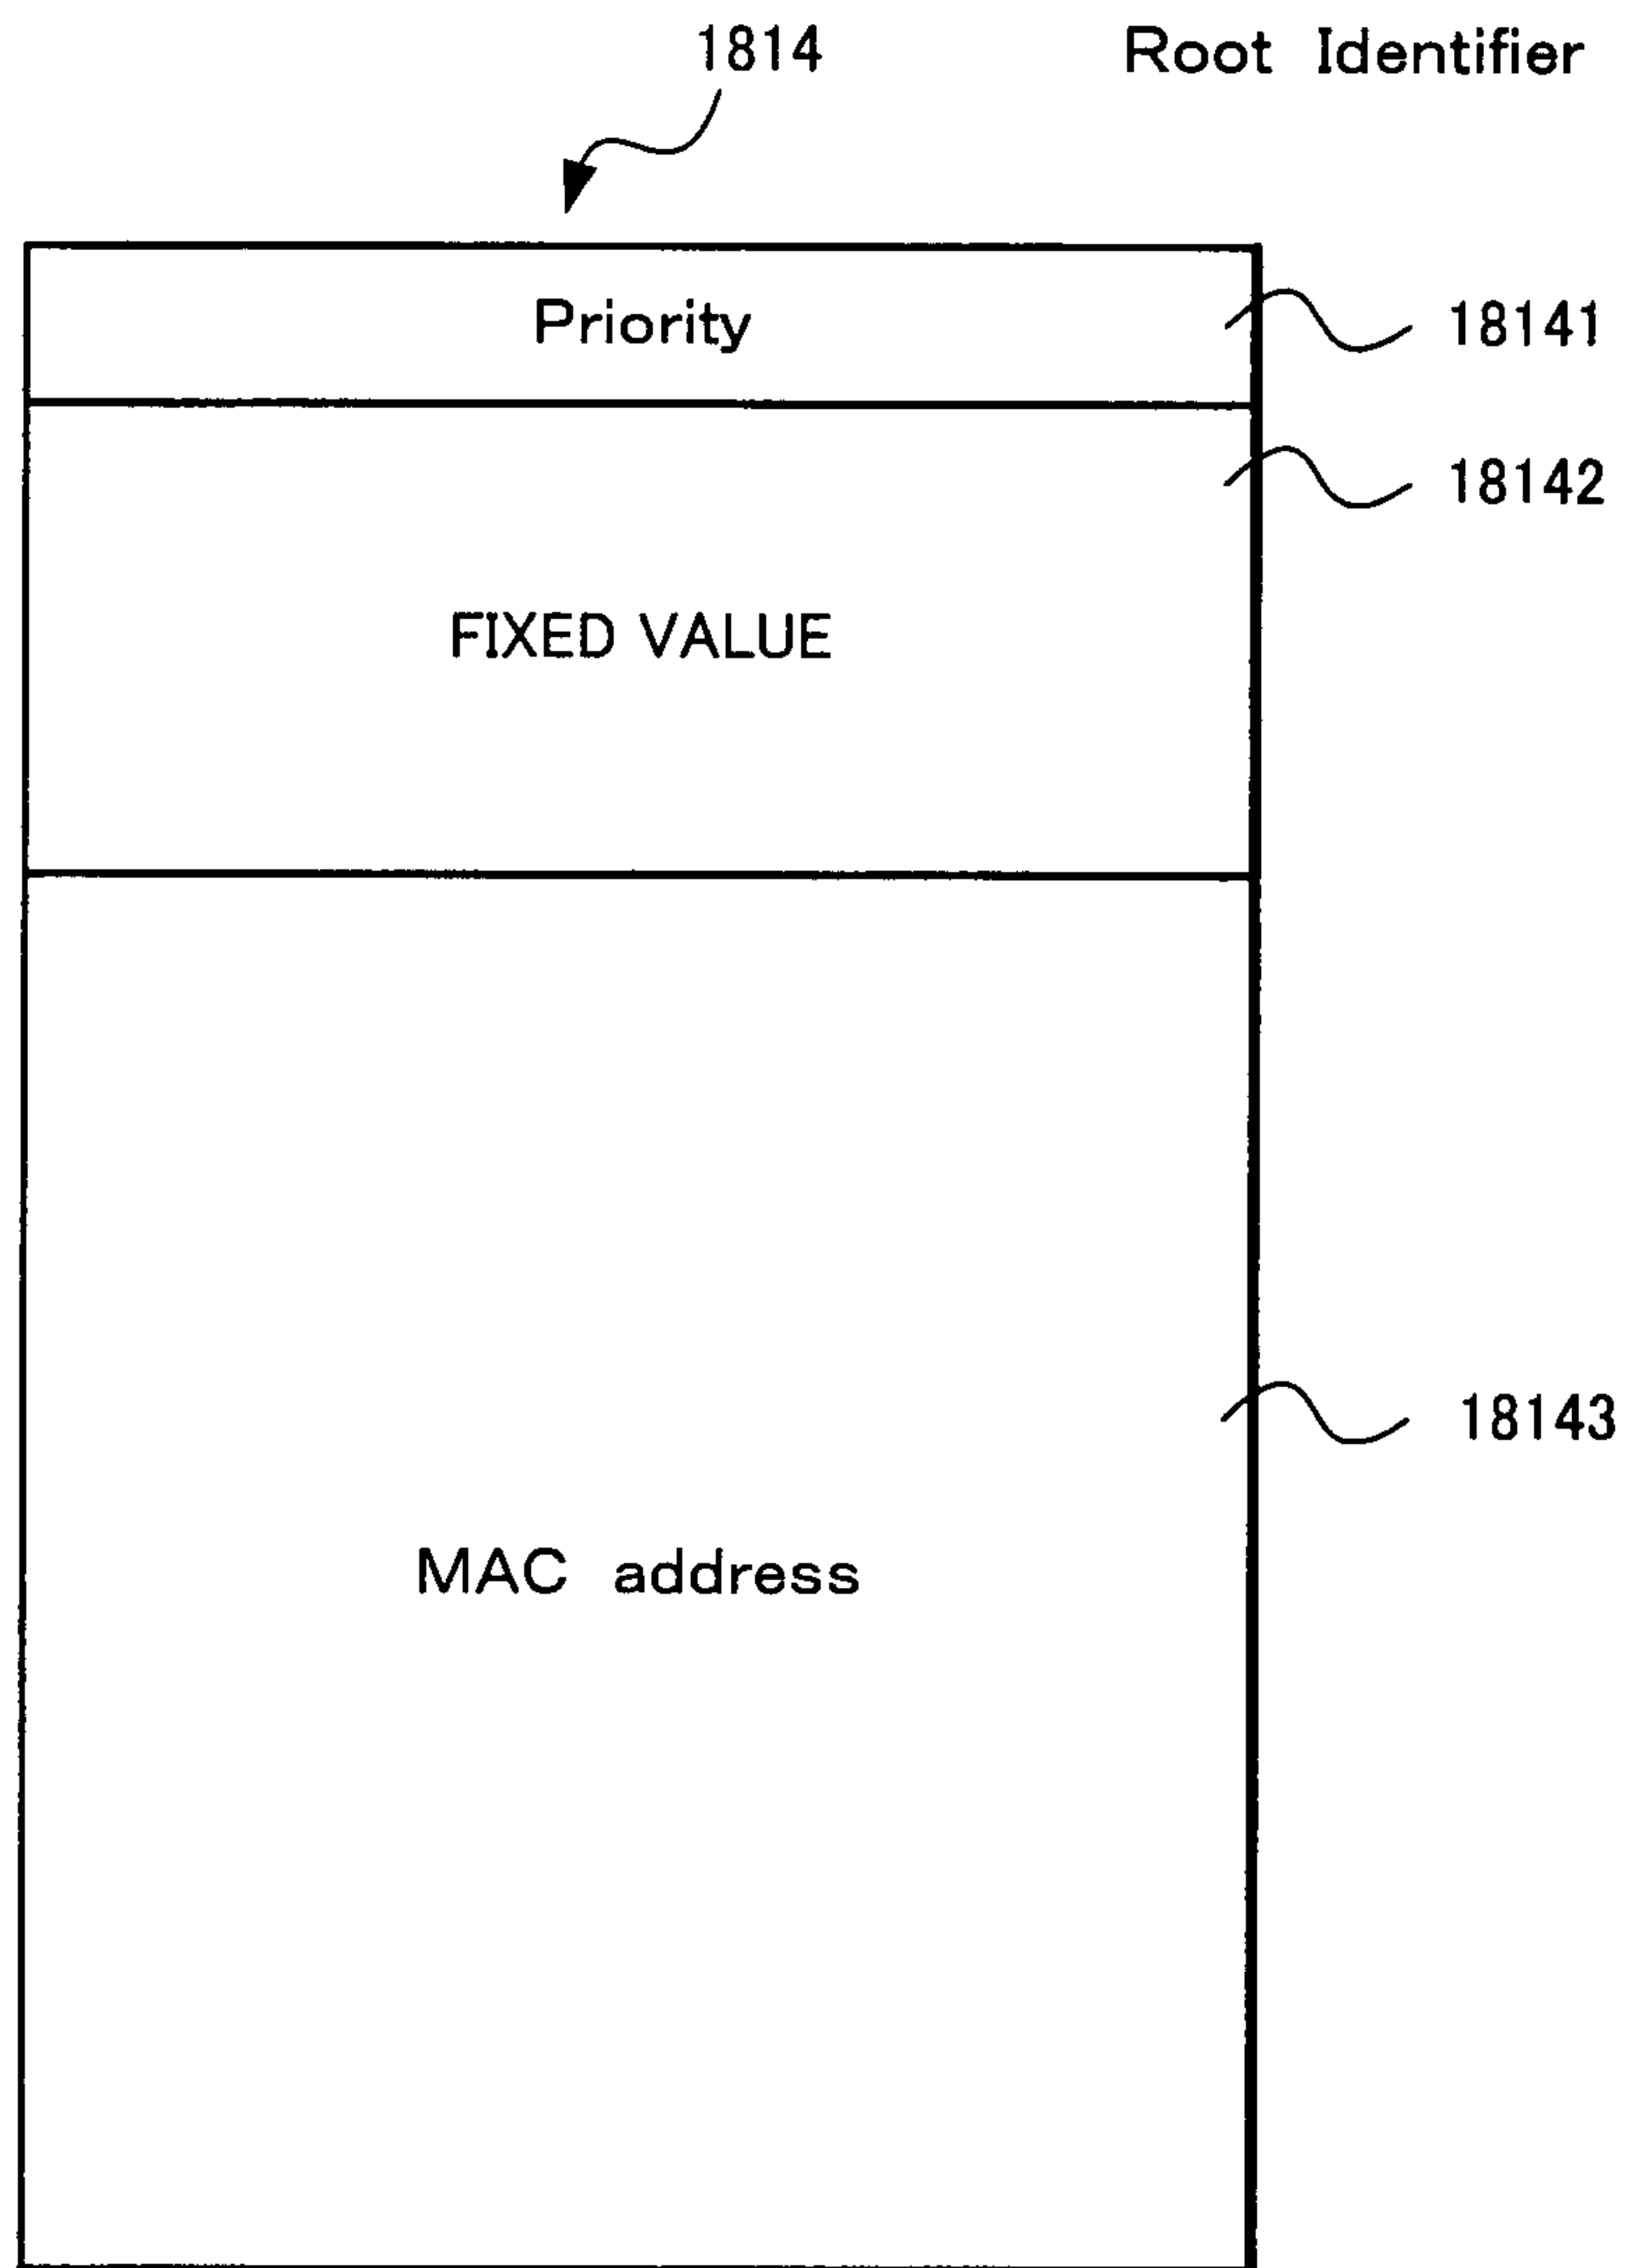 1814
Root Identifier
Priority
18141
18142
FIXED VALUE
18143
MAC address